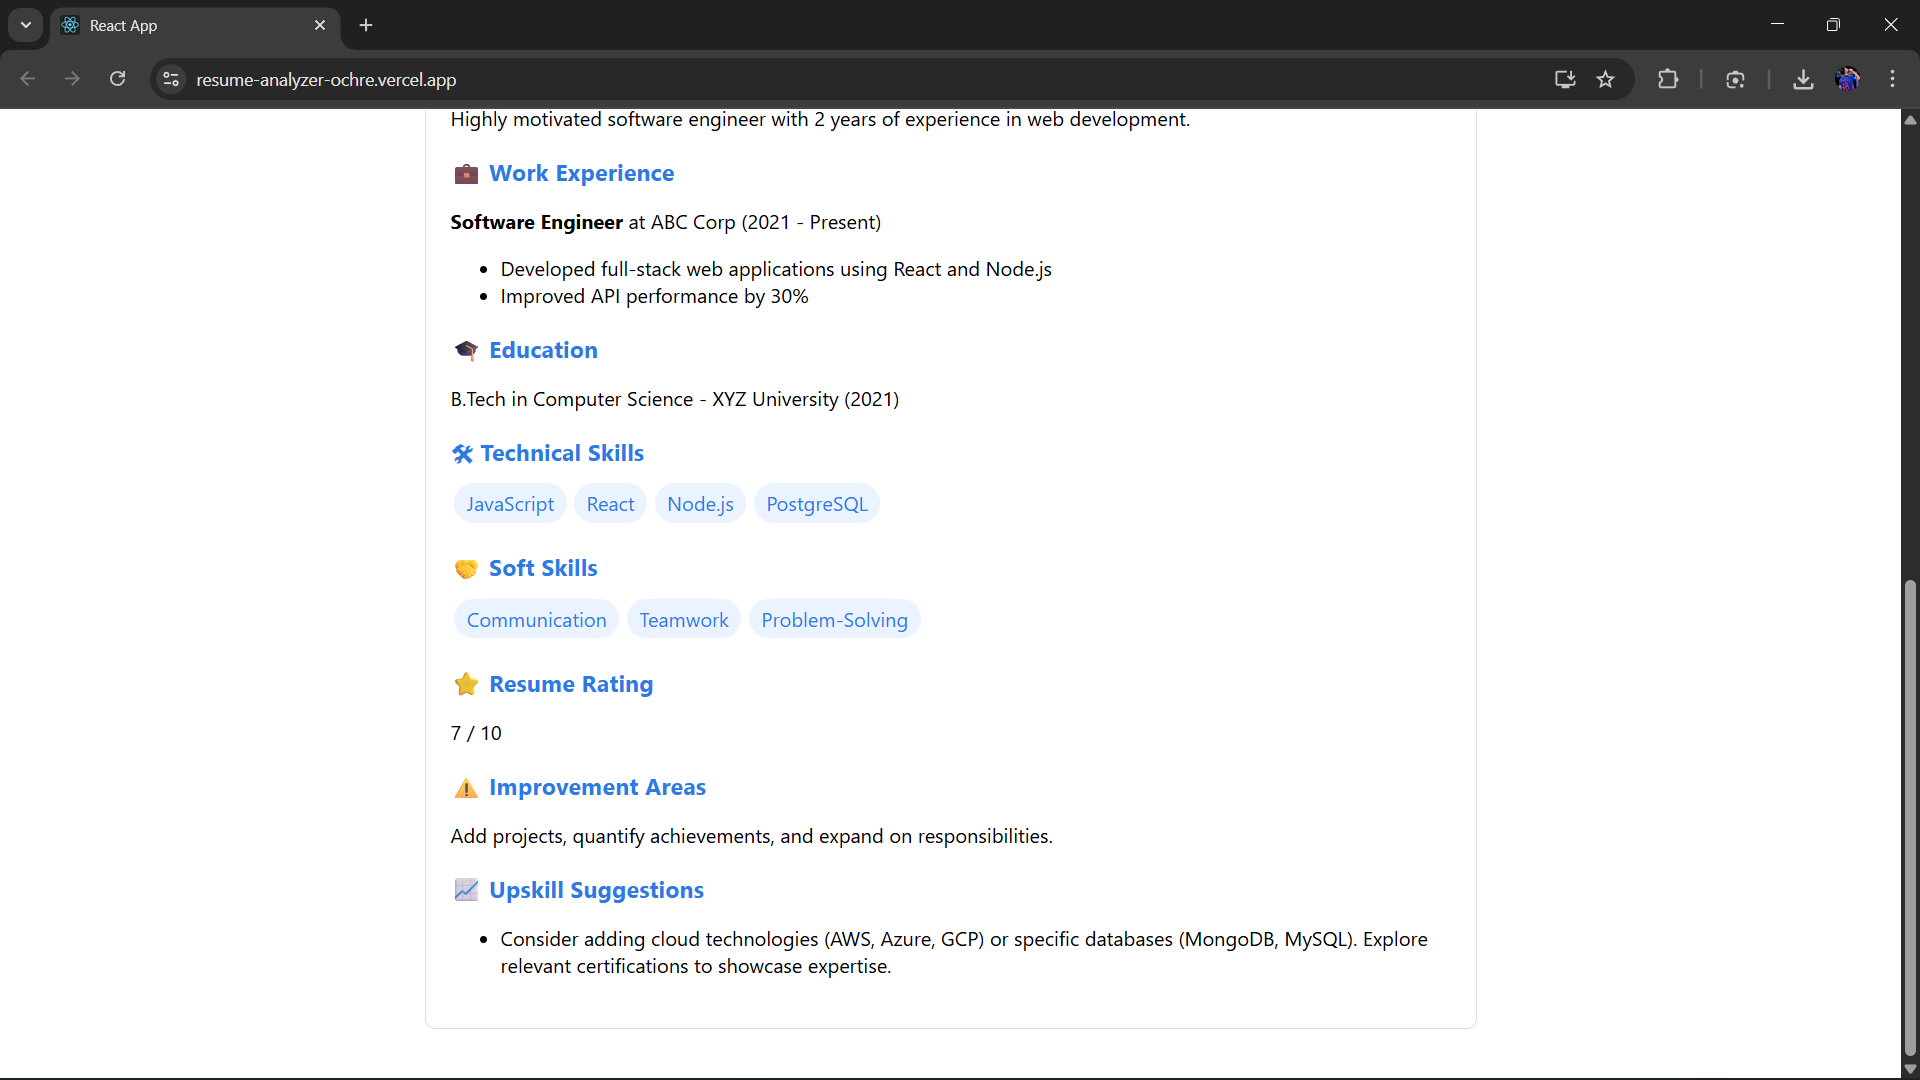 React App
resume-analyzer-ochre.vercel.app
Highly motivated software engineer with 2 years of experience in web development.
Work Experience
Software Engineer at ABC Corp (2021 - Present)
Developed full-stack web applications using React and Node.js
Improved API performance by 30%
Education
B.Tech in Computer Science - XYZ University (2021)
Technical Skills
JavaScript React Node.js PostgreSQL
Soft Skills
Communication Teamwork Problem-Solving
Resume Rating
7 / 10
Improvement Areas
Add projects, quantify achievements, and expand on responsibilities.
Upskill Suggestions
Consider adding cloud technologies (AWS, Azure, GCP) or specific databases (MongoDB, MySQL). Explore
relevant certifications to showcase expertise.